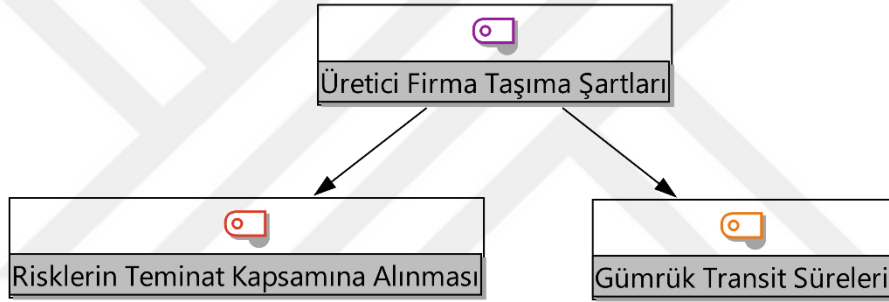 Üretici Firma Taşıma Şartları
Risklerin Teminat Kapsamına Alınması
Gümrük Transit Süreleri